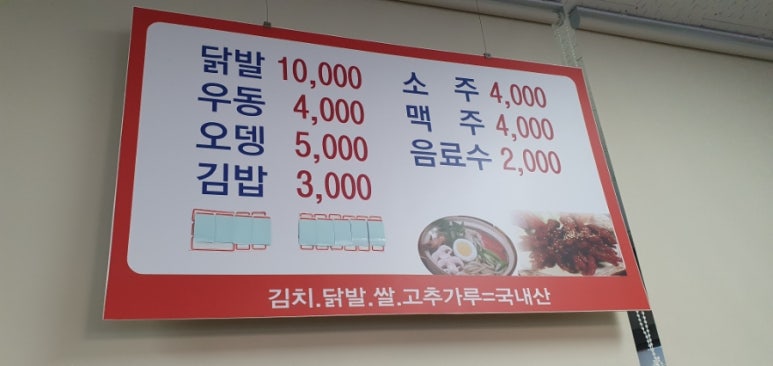 닭발 10,000
우동 4,000
오뎅 5,000
김밥 3,000
소 주 4,000
맥 주 4,000
음료수 2,000
김치.닭발.쌀.고추가루=국내산